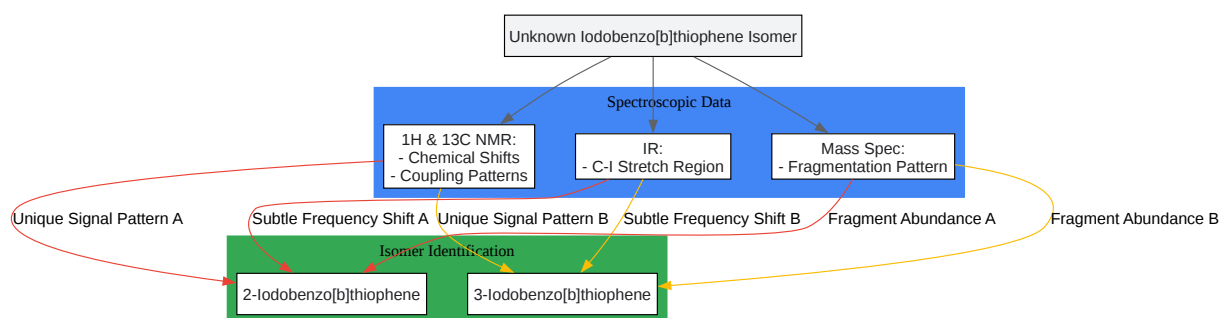 Unknown Iodobenzo[b]thiophene Isomer
Spectroscopic Data
1H & 13C NMR:
- Chemical Shifts
- Coupling Patterns
IR:
- C-I Stretch Region
Mass Spec:
- Fragmentation Pattern
Unique Signal Pattern A
Subtle Frequency Shift A
Unique Signal Pattern B
Subtle Frequency Shift B
Fragment Abundance A
Fragment Abundance B
Isomer Identification
2-Iodobenzo[b]thiophene
3-Iodobenzo[b]thiophene